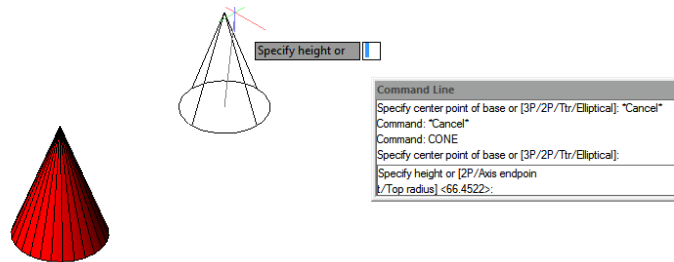 Specify height or
Command Line
Specify center point of base or [3P/2P/Ttr/Elliptical]: *Cancel*
Command: *Cancel*
Command: CONE
Specify center point of base or [3P/2P/Ttr/Elliptical]:
Specify height or [2P/Axis endpoin
t/Top radius] <66.4522>: